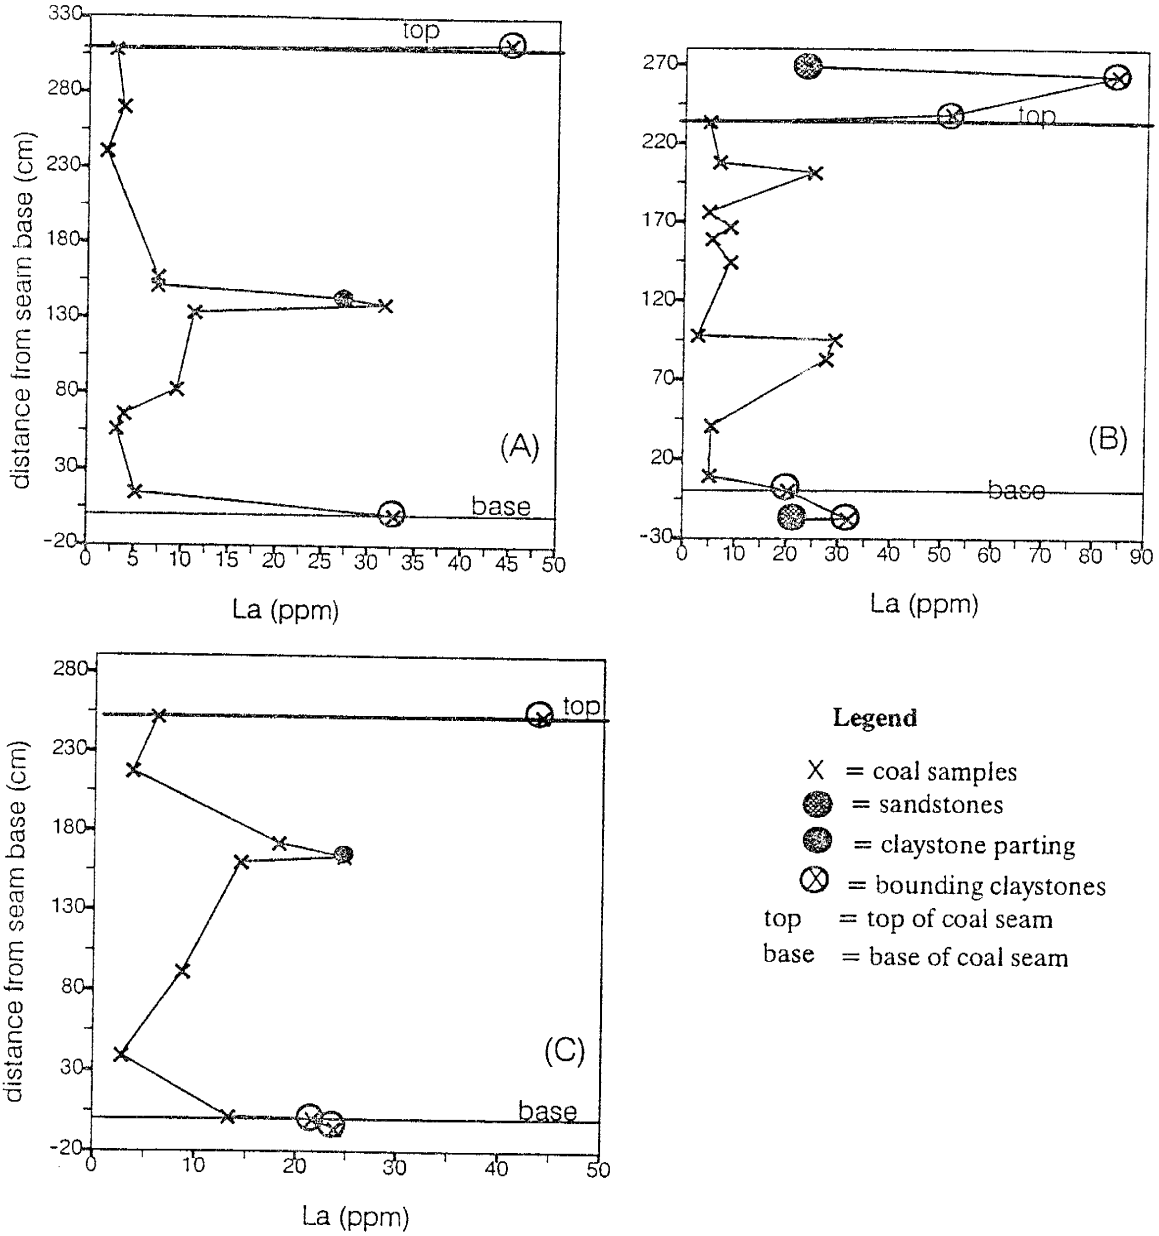 330
280
230
180
130
80
30
-20
distance from seam base (cm)
top
(A)
base
0 5 10 15 20 25 30 35 40 45 50
La (ppm)
270
220
170
120
70
20
-30
top
(B)
base
0 10 20 30 40 50 60 70 80 90
La (ppm)
280
230
180
130
80
30
-20
distance from seam base (cm)
top
(C)
base
0 10 20 30 40 50
La (ppm)
Legend
X = coal samples
= sandstones
= claystone parting
= bounding claystones
top = top of coal seam
base = base of coal seam